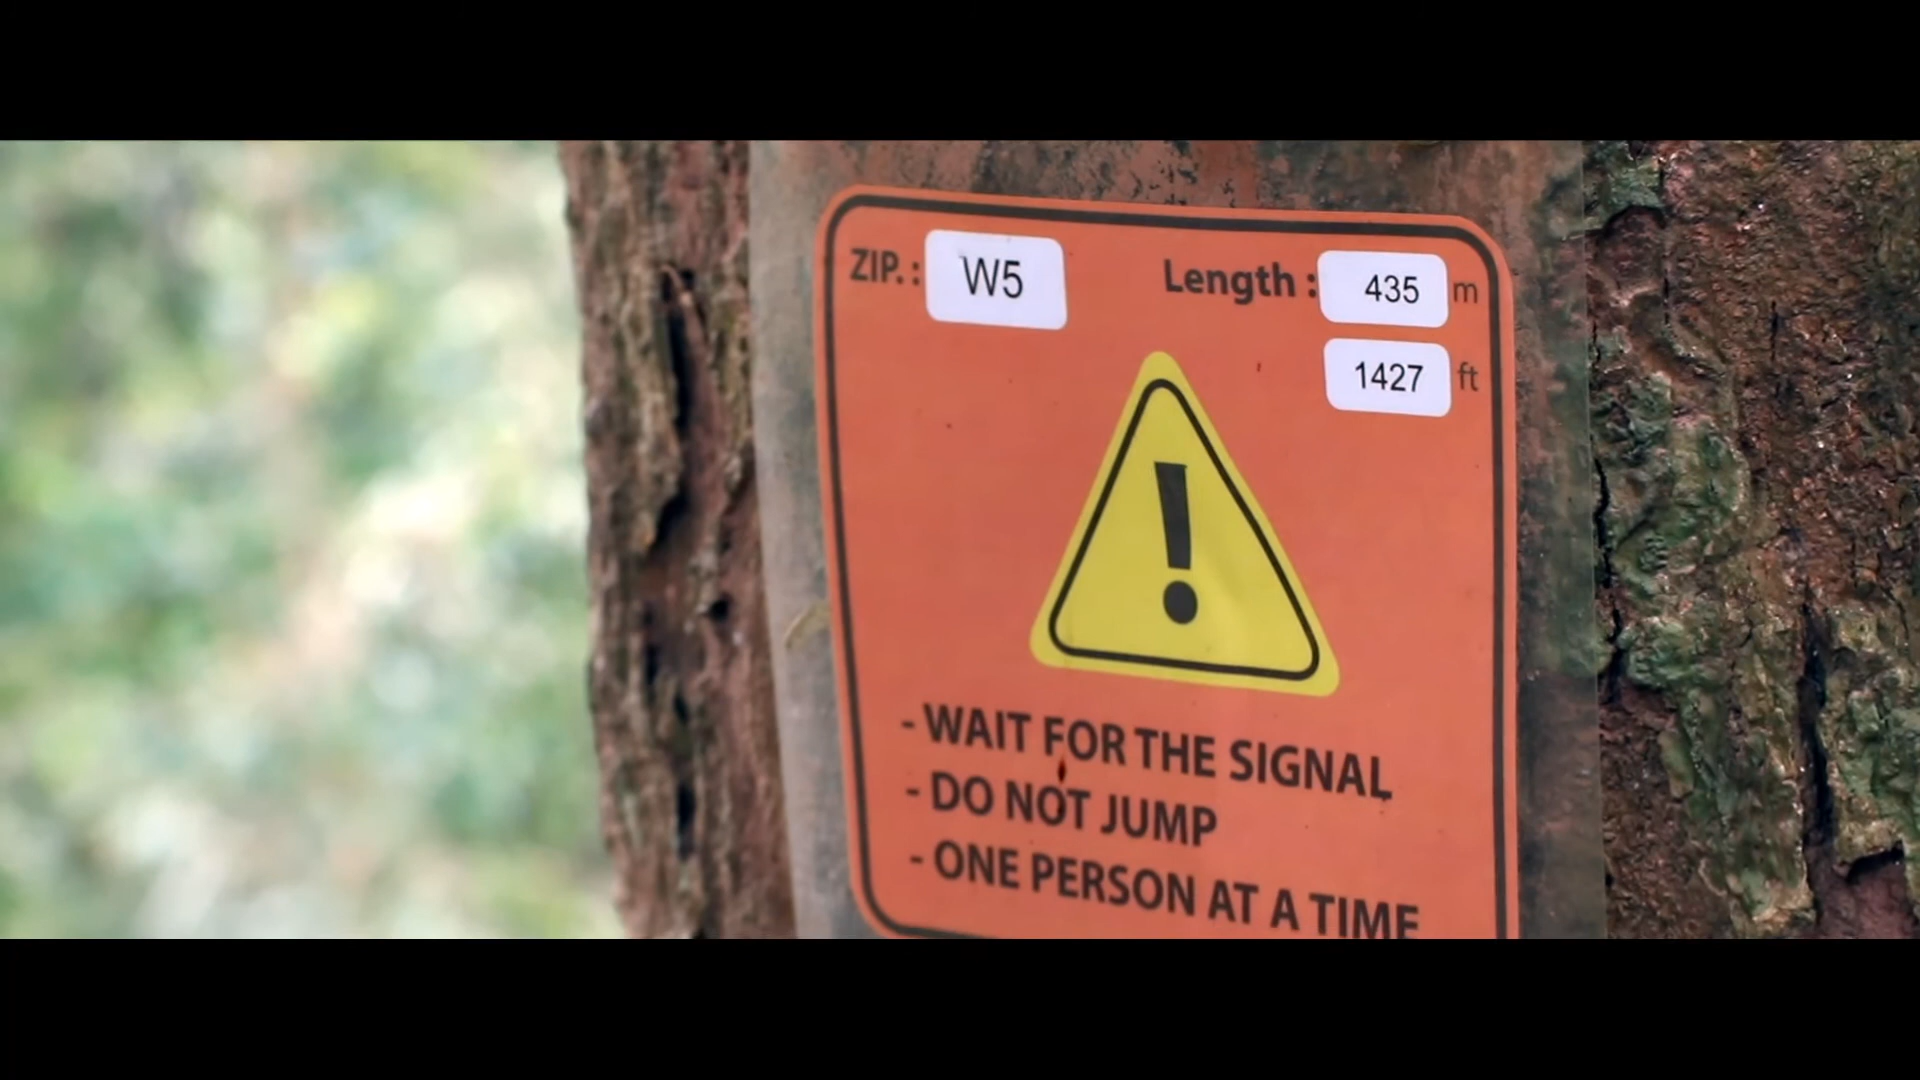 ZIP.: W5 Length: 435 m
1427 ft
!
- WAIT FOR THE SIGNAL
- DO NOT JUMP
- ONE PERSON AT A TIME